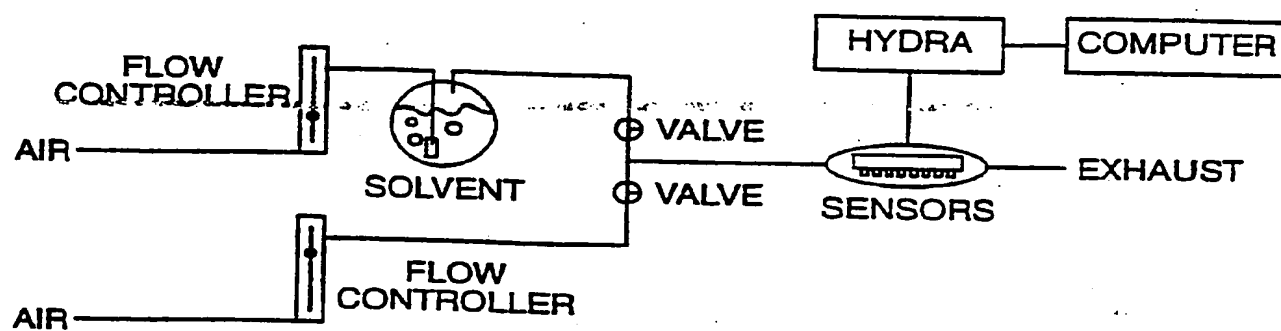 HYDRA
COMPUTER
FLOW
CONTROLLER
AIR
SOLVENT
VALVE
VALVE
SENSORS
EXHAUST
FLOW
CONTROLLER
AIR